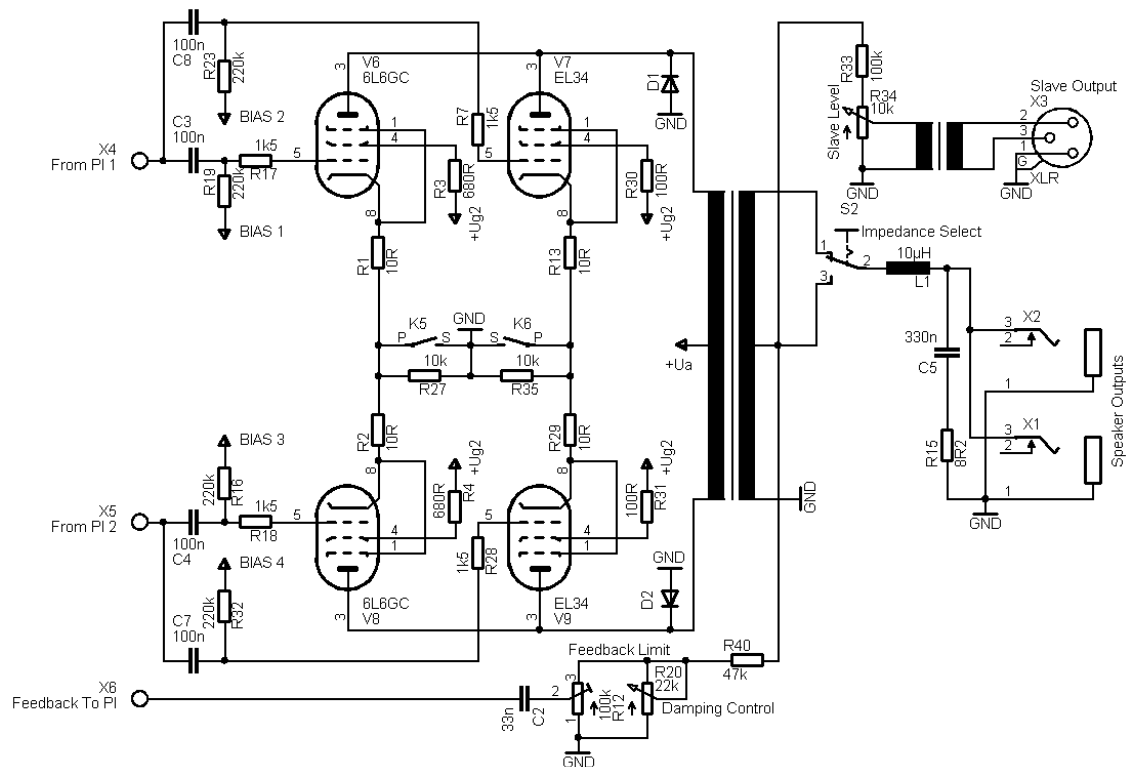 100n
C8
R23
220k
BIAS 2
X4
From PI 1
C3
100n
R19
220k
BIAS 1
1k5
R17
5
3
V6
6L6GC
1
4
8
R3
680R
+Ug2
R1
10R
R7
1k5
5
3
V7
EL34
1
4
8
R30
100R
+Ug2
R13
10R
D1
GND
R33
100k
R34
10k
Slave Level
GND
S2
Slave Output
X3
2
3
1
G
XLR
GND
Impedance Select
1
3
2
10µH
L1
GND
K5
P
S
K6
S
P
10k
R27
10k
R35
+Ua
330n
C5
R15
8R2
3
2
X2
1
3
2
X1
1
GND
Speaker Outputs
R2
10R
8
R29
10R
8
BIAS 3
220k
R16
X5
From PI 2
100n
C4
1k5
R18
5
4
1
680R
R4
+Ug2
3
6L6GC
V8
BIAS 4
220k
R32
C7
100n
1k5
R28
5
4
1
100R
R31
+Ug2
3
EL34
V9
GND
D2
GND
X6
Feedback To PI
33n
C2
Feedback Limit
2
3
1
100k
R12
R20
22k
Damping Control
R40
47k
GND